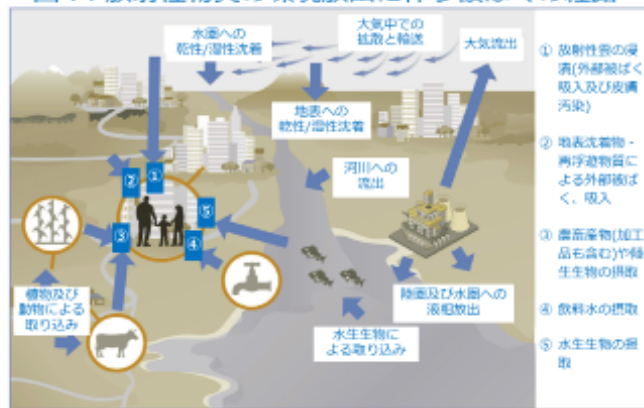 水圏への
乾性/湿性沈着
大気中での
拡散と輸送
大気流出
地表への
乾性/湿性沈着
河川への
流出
植物及び
動物による
取り込み
水生生物に
よる取り込み
陸圏及び水圏への
液相放出
①
②
③
④
⑤
① 放射性雲の浸
漬(外部被ばく
吸入及び皮膚
汚染)
② 地表沈着物・
再浮遊物質に
よる外部被ば
く、吸入
③ 農畜産物(加工
品も含む)や陸
生生物の摂取
④ 飲料水の摂取
⑤ 水生生物の摂
取